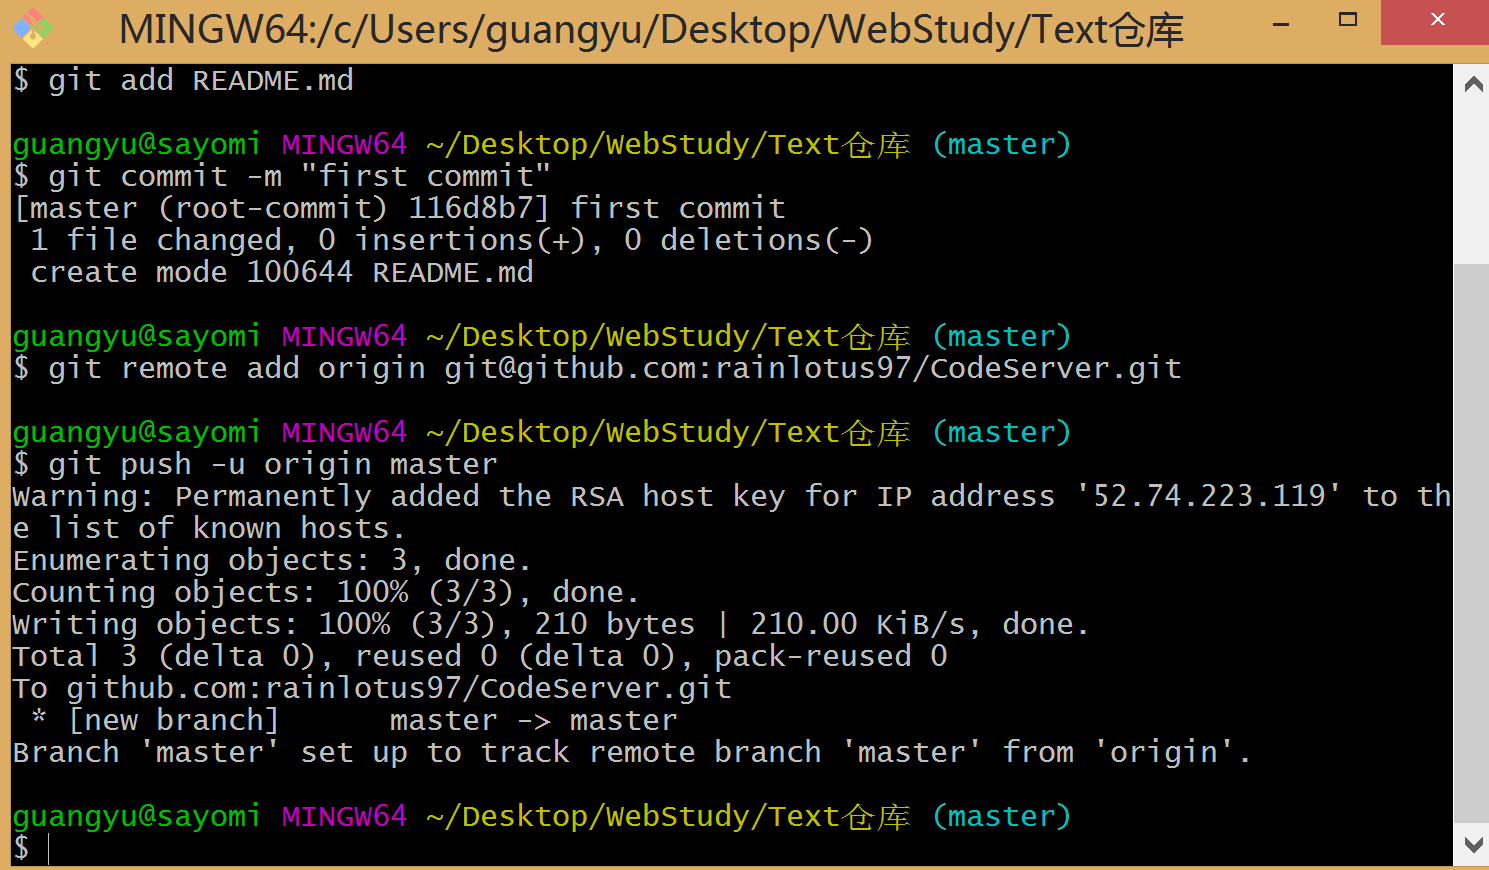 MINGW64:/c/Users/guangyu/Desktop/WebStudy/Text仓库
$ git add README.md
guangyu@sayomi MINGW64 ~/Desktop/WebStudy/Text仓库 (master)
$ git commit -m "first commit"
[master (root-commit) 116d8b7] first commit
 1 file changed, 0 insertions(+), 0 deletions(-)
 create mode 100644 README.md
guangyu@sayomi MINGW64 ~/Desktop/WebStudy/Text仓库 (master)
$ git remote add origin git@github.com:rainlotus97/CodeServer.git
guangyu@sayomi MINGW64 ~/Desktop/WebStudy/Text仓库 (master)
$ git push -u origin master
Warning: Permanently added the RSA host key for IP address '52.74.223.119' to th
e list of known hosts.
Enumerating objects: 3, done.
Counting objects: 100% (3/3), done.
Writing objects: 100% (3/3), 210 bytes | 210.00 KiB/s, done.
Total 3 (delta 0), reused 0 (delta 0), pack-reused 0
To github.com:rainlotus97/CodeServer.git
 * [new branch]      master -> master
Branch 'master' set up to track remote branch 'master' from 'origin'.
guangyu@sayomi MINGW64 ~/Desktop/WebStudy/Text仓库 (master)
$